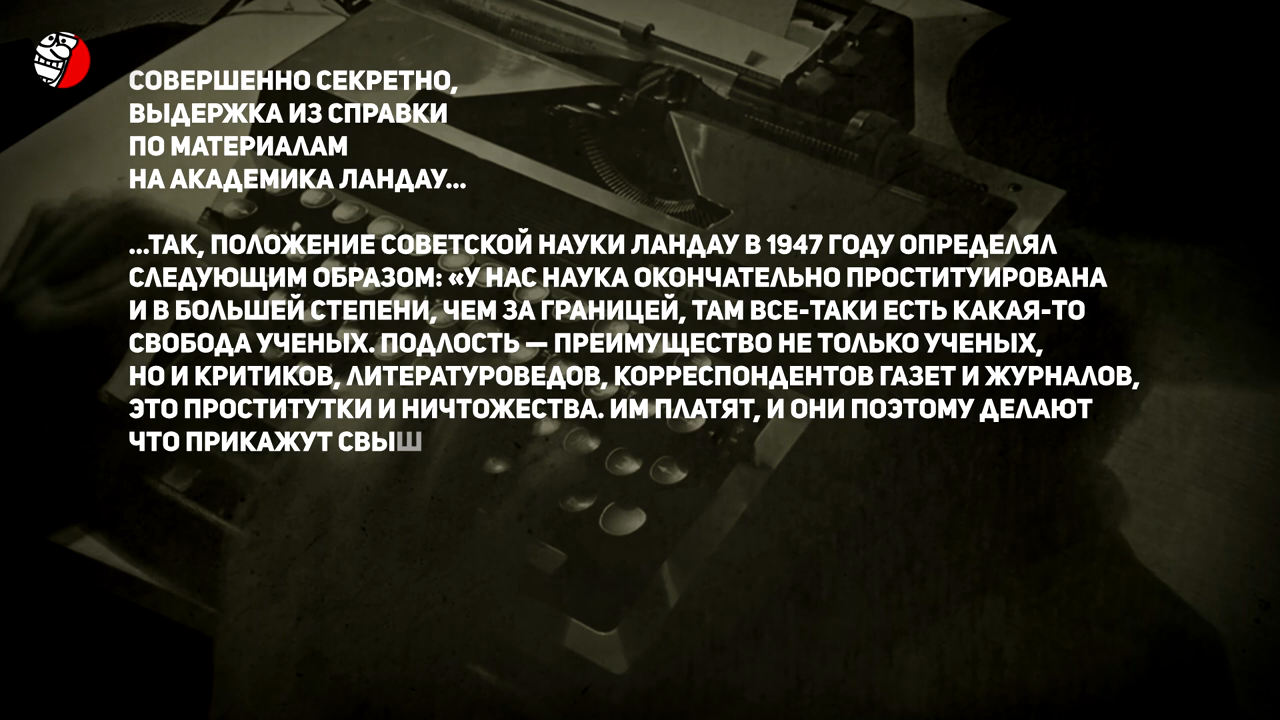 СОВЕРШЕННО СЕКРЕТНО,
ВЫДЕРЖКА ИЗ СПРАВКИ
ПО МАТЕРИАЛАМ
НА АКАДЕМИКА ЛАНДАУ...
...ТАК, ПОЛОЖЕНИЕ СОВЕТСКОЙ НАУКИ ЛАНДАУ В 1947 ГОДУ ОПРЕДЕЛЯЛ
СЛЕДУЮЩИМ ОБРАЗОМ: «У НАС НАУКА ОКОНЧАТЕЛЬНО ПРОСТИТУИРОВАНА
И В БОЛЬШЕЙ СТЕПЕНИ, ЧЕМ ЗА ГРАНИЦЕЙ, ТАМ ВСЕ-ТАКИ ЕСТЬ КАКАЯ-ТО
СВОБОДА УЧЕНЫХ. ПОДЛОСТЬ — ПРЕИМУЩЕСТВО НЕ ТОЛЬКО УЧЕНЫХ,
НО И КРИТИКОВ, ЛИТЕРАТУРОВЕДОВ, КОРРЕСПОНДЕНТОВ ГАЗЕТ И ЖУРНАЛОВ,
ЭТО ПРОСТИТУТКИ И НИЧТОЖЕСТВА. ИМ ПЛАТЯТ, И ОНИ ПОЭТОМУ ДЕЛАЮТ
ЧТО ПРИКАЖУТ СВЫШ